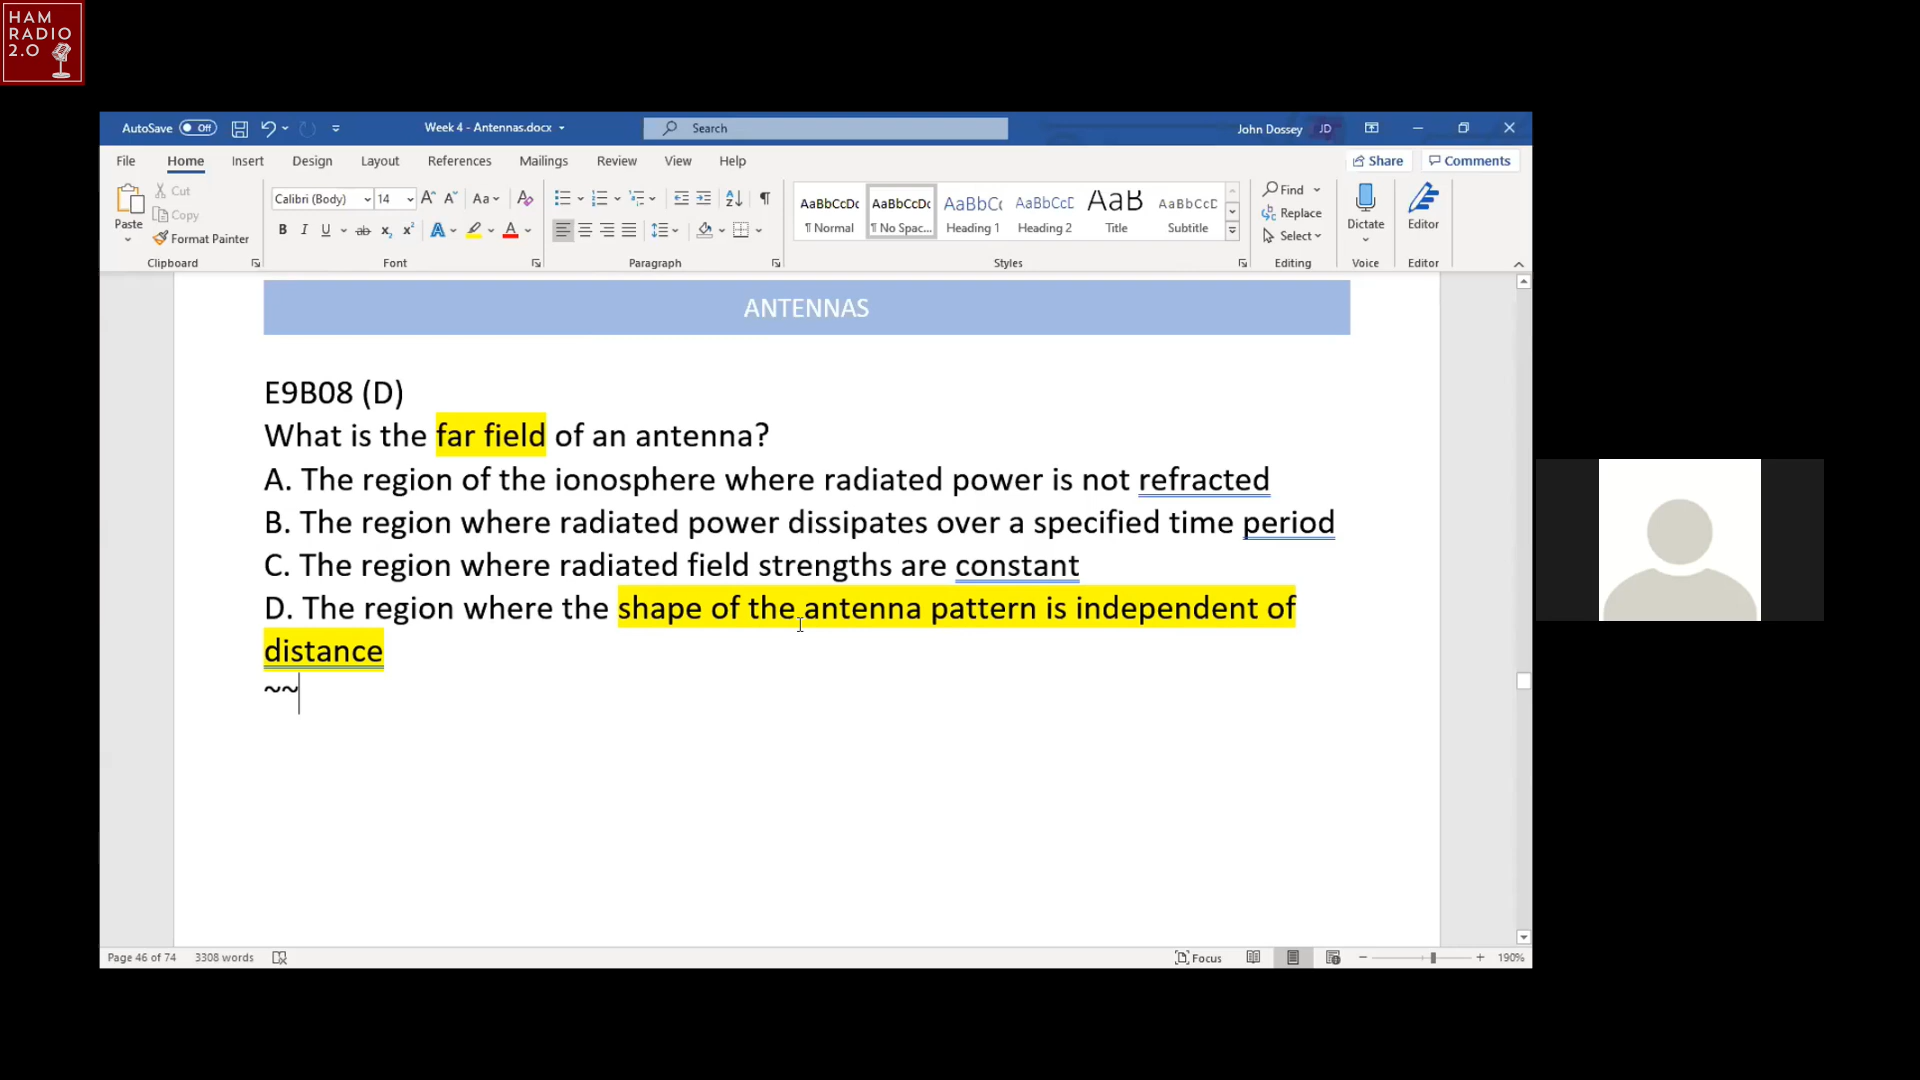 HAM
RADIO
2.0
AutoSave Off Week 4 - Antennas.docx Search John Dossey JD
File Home Insert Design Layout References Mailings Review View Help Share Comments
Paste Cut
Copy
Format Painter
Clipboard
Calibri (Body) 14 Aa
B I U ab x₂ x² A A
Font
Paragraph
AaBbCcDc AaBbCcDc AaBbCc AaBbCcD AaB AaBbCcD
¶ Normal ¶ No Spac... Heading 1 Heading 2 Title Subtitle
Styles
Find
Replace
Select
Editing
Dictate
Voice
Editor
Editor
ANTENNAS
E9B08 (D)
What is the far field of an antenna?
A. The region of the ionosphere where radiated power is not refracted
B. The region where radiated power dissipates over a specified time period
C. The region where radiated field strengths are constant
D. The region where the shape of the antenna pattern is independent of
distance
~~
Page 46 of 74 3308 words Focus 190%